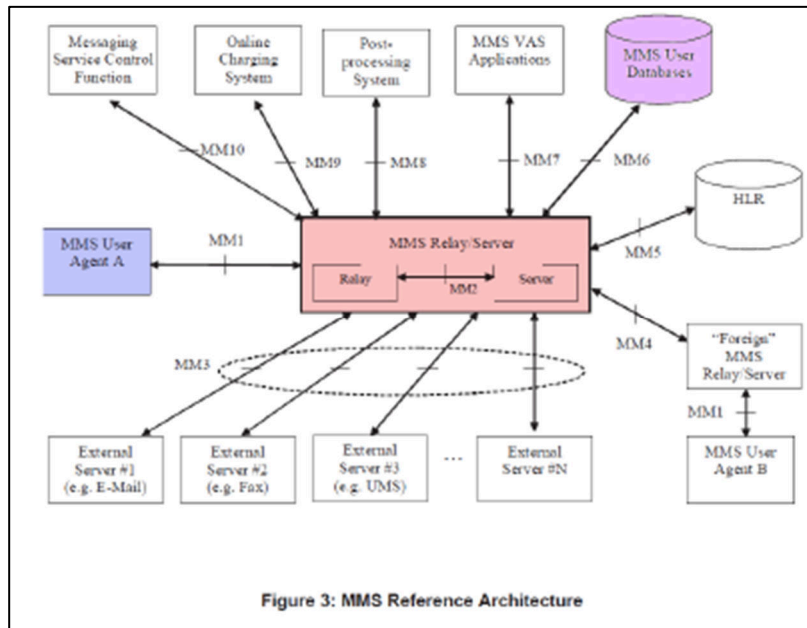 Messaging
Service Control
Function
Online
Charging
System
Post-
processing
System
MMS VAS
Applications
MMS User
Databases
MM10
MM9
MM8
MM7
MM6
HLR
MMS User
Agent A
MM1
MMS Relay/Server
Relay
MM2
Server
MM5
MM3
MM4
"Foreign"
MMS
Relay/Server
MM1
External
Server #1
(e.g. E-Mail)
External
Server #2
(e.g. Fax)
External
Server #3
(e.g. UMS)
...
External
Server #N
MMS User
Agent B
Figure 3: MMS Reference Architecture